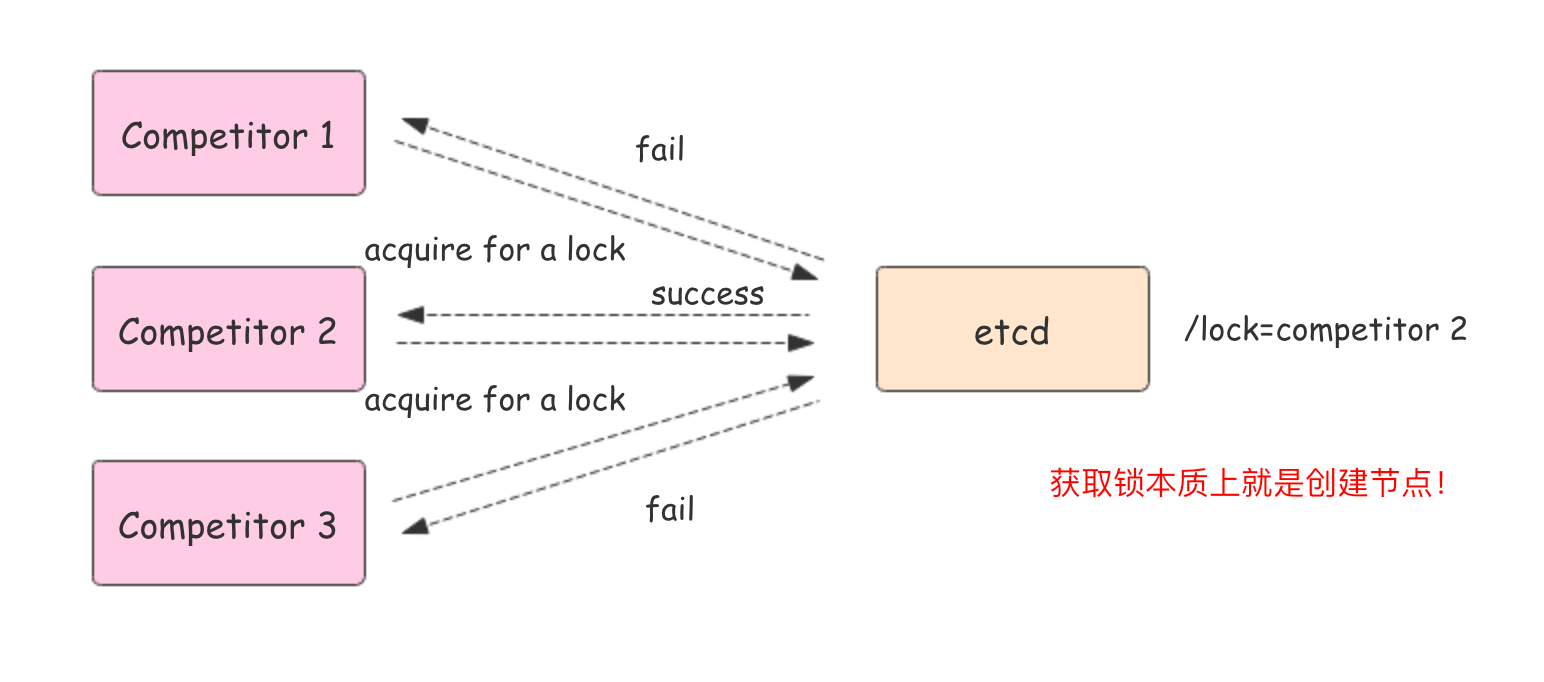 Competitor 1
fail
acquire for a lock
Competitor 2
success
etcd
/lock=competitor 2
acquire for a lock
Competitor 3
fail
获取锁本质上就是创建节点！